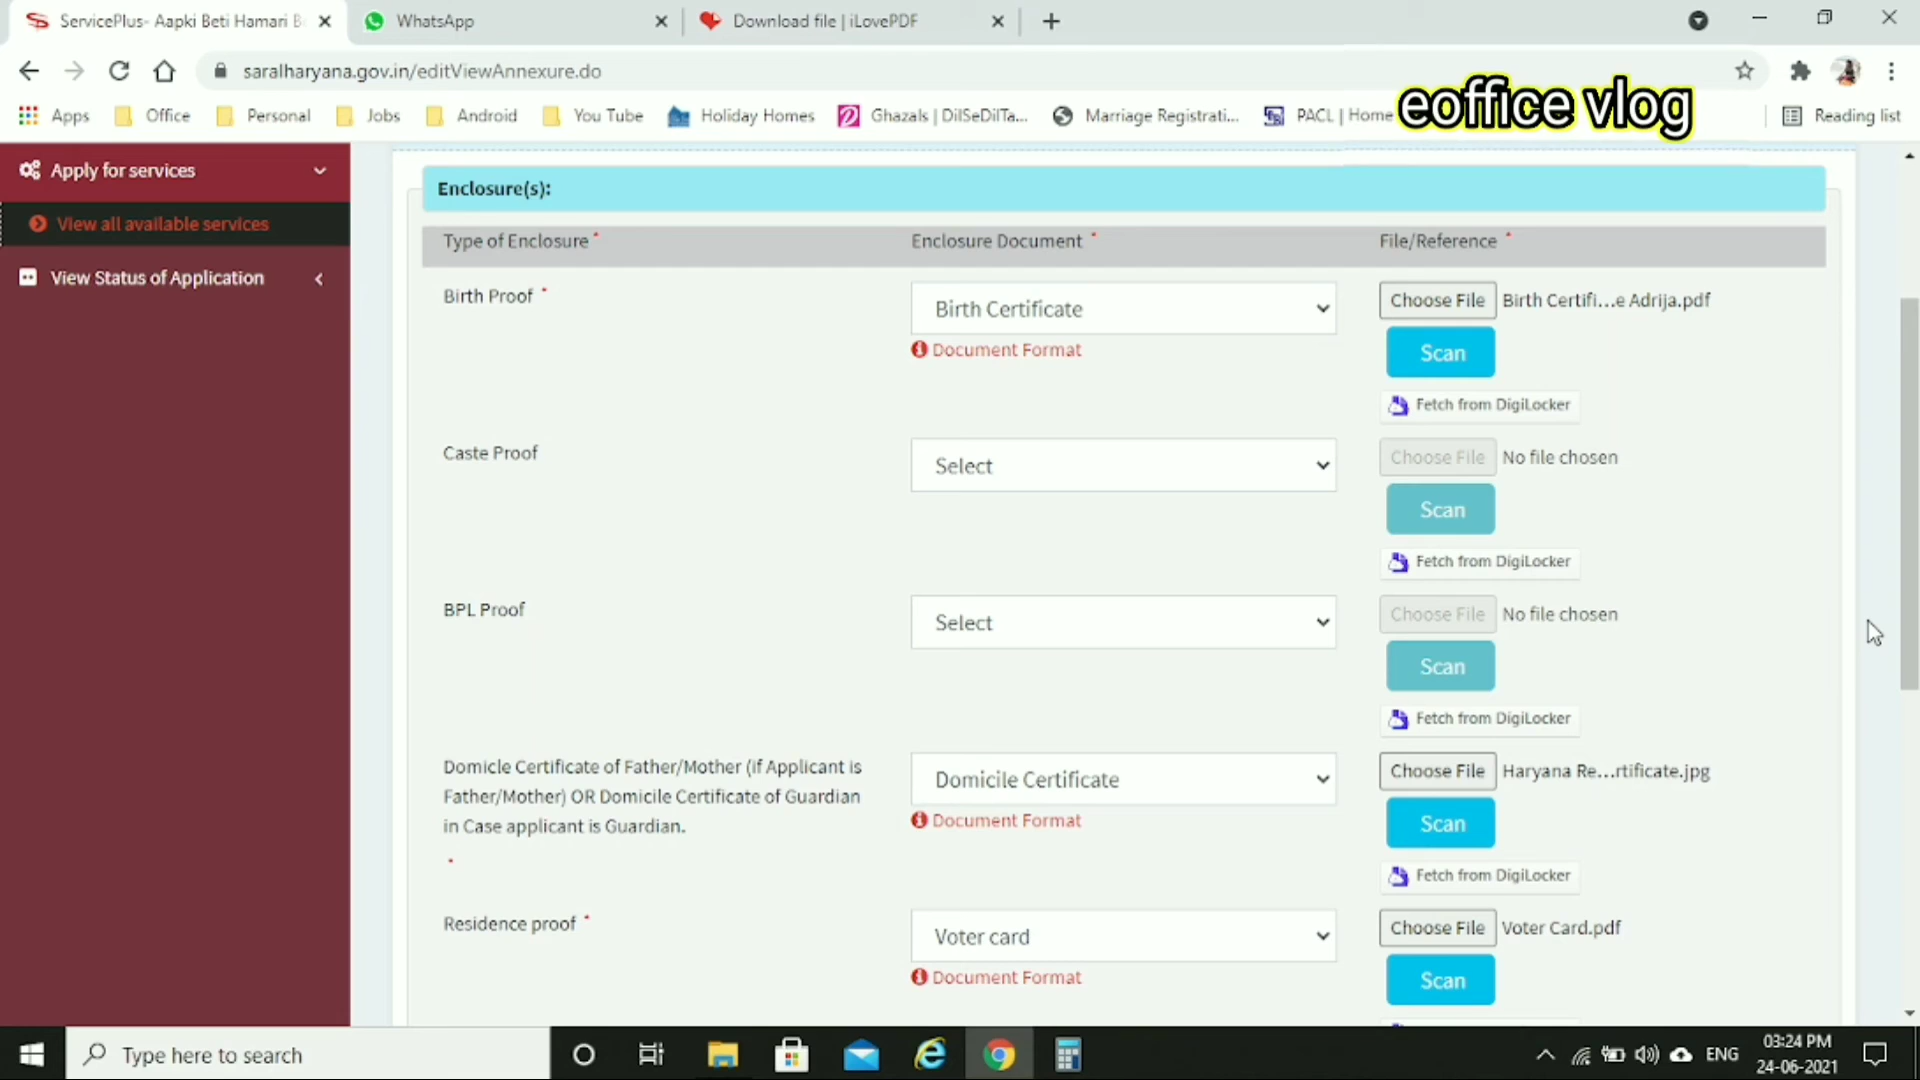 ServicePlus- Aapki Beti Hamari B
WhatsApp
Download file | iLovePDF
saralharyana.gov.in/editViewAnnexure.do
Apps
Office
Personal
Jobs
Android
You Tube
Holiday Homes
Ghazals | DilSeDilTa...
Marriage Registrati...
PACL | Home
eoffice vlog
Reading list
Apply for services
View all available services
View Status of Application
Enclosure(s):
Type of Enclosure *
Enclosure Document *
File/Reference *
Birth Proof *
Birth Certificate
Document Format
Choose File Birth Certifi...e Adrija.pdf
Scan
Fetch from DigiLocker
Caste Proof
Select
Choose File No file chosen
Scan
Fetch from DigiLocker
BPL Proof
Select
Choose File No file chosen
Scan
Fetch from DigiLocker
Domicle Certificate of Father/Mother (if Applicant is
Father/Mother) OR Domicile Certificate of Guardian
in Case applicant is Guardian.
*
Domicile Certificate
Document Format
Choose File Haryana Re...rtificate.jpg
Scan
Fetch from DigiLocker
Residence proof *
Voter card
Document Format
Choose File Voter Card.pdf
Scan
Type here to search
ENG
03:24 PM
24-06-2021